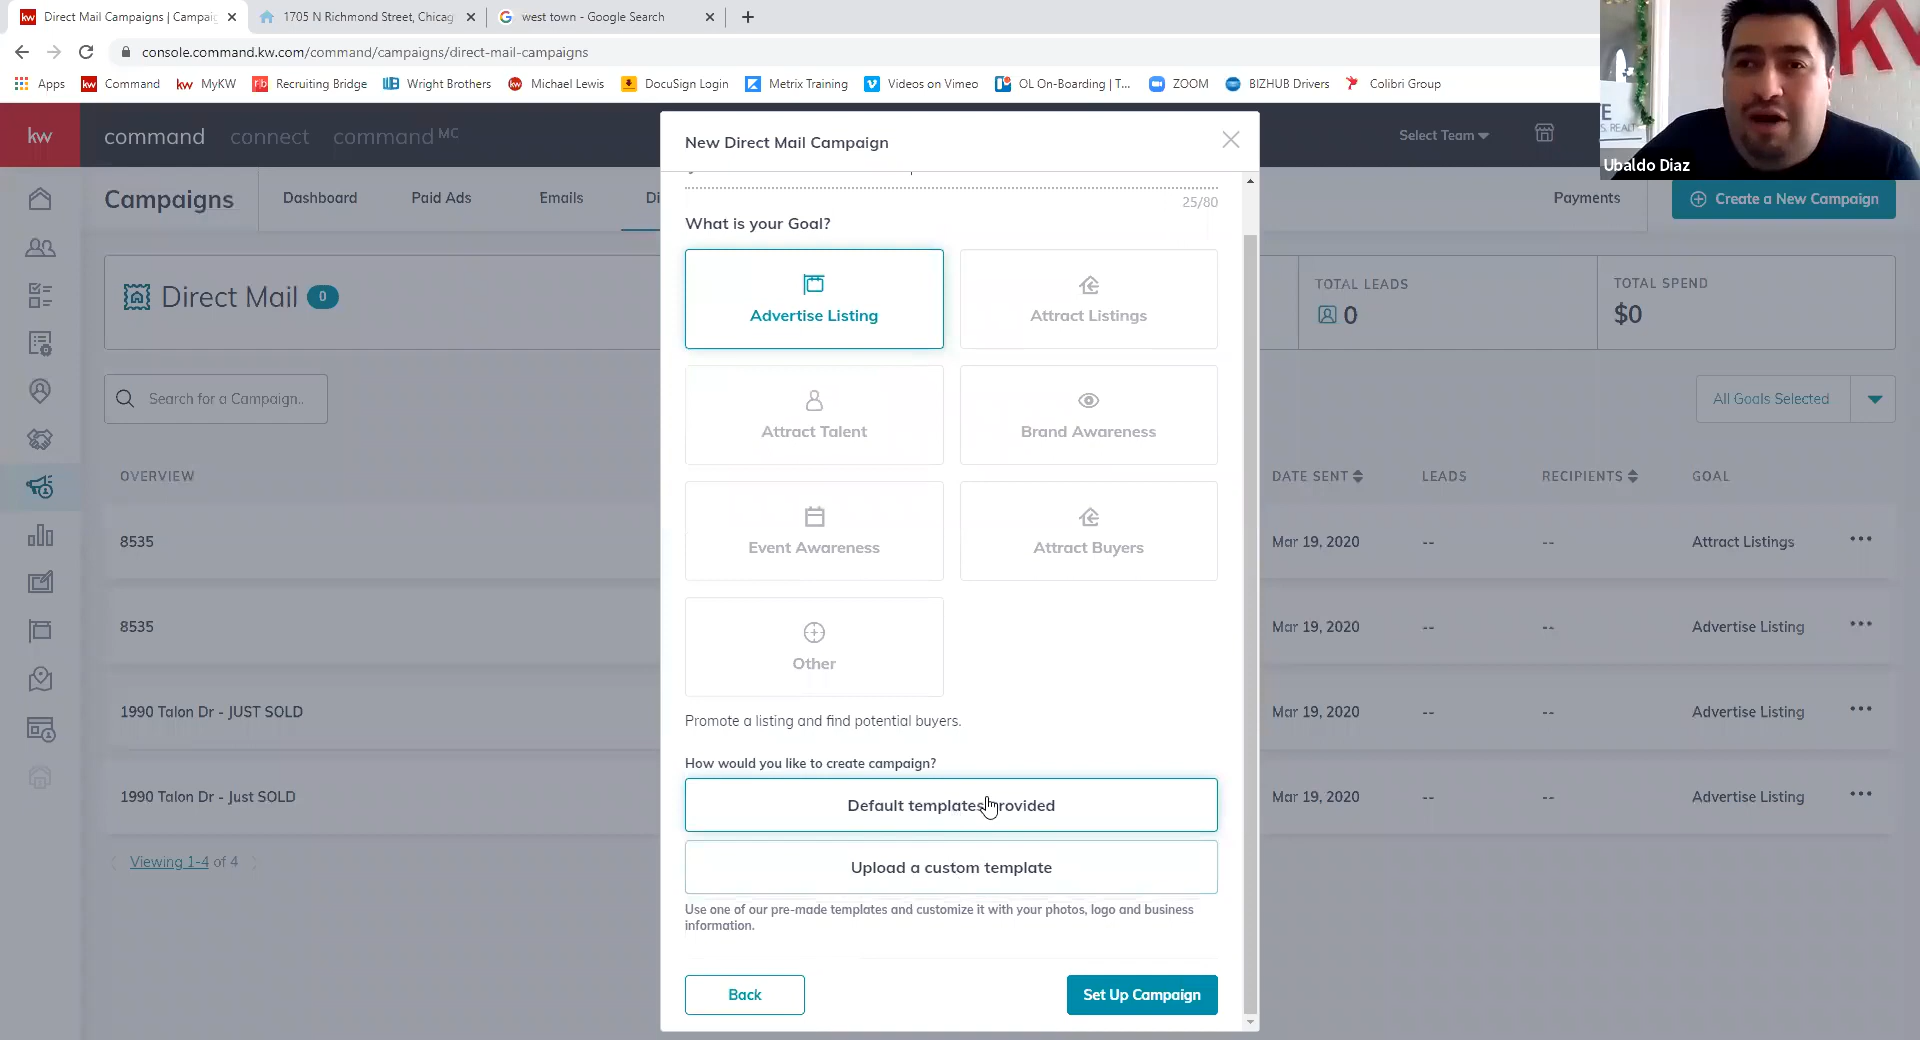 Direct Mail Campaigns | Campai
1705 N Richmond Street, Chicag
west town - Google Search
console.command.kw.com/command/campaigns/direct-mail-campaigns
Apps
kw Command
kw MyKW
rb Recruiting Bridge
Wright Brothers
kw Michael Lewis
DocuSign Login
Metrix Training
Videos on Vimeo
OL On-Boarding | T...
ZOOM
BIZHUB Drivers
Colibri Group
kw
command
connect
command MC
Select Team
Ubaldo Diaz
Campaigns
Dashboard
Paid Ads
Emails
Di
Payments
Create a New Campaign
Direct Mail 0
TOTAL LEADS
0
TOTAL SPEND
$0
Search for a Campaign..
All Goals Selected
OVERVIEW
DATE SENT
LEADS
RECIPIENTS
GOAL
8535
Mar 19, 2020
--
--
Attract Listings
8535
Mar 19, 2020
--
--
Advertise Listing
1990 Talon Dr - JUST SOLD
Mar 19, 2020
--
--
Advertise Listing
1990 Talon Dr - Just SOLD
Mar 19, 2020
--
--
Advertise Listing
Viewing 1-4 of 4
New Direct Mail Campaign
25/80
What is your Goal?
Advertise Listing
Attract Listings
Attract Talent
Brand Awareness
Event Awareness
Attract Buyers
Other
Promote a listing and find potential buyers.
How would you like to create campaign?
Default templates provided
Upload a custom template
Use one of our pre-made templates and customize it with your photos, logo and business
information.
Back
Set Up Campaign